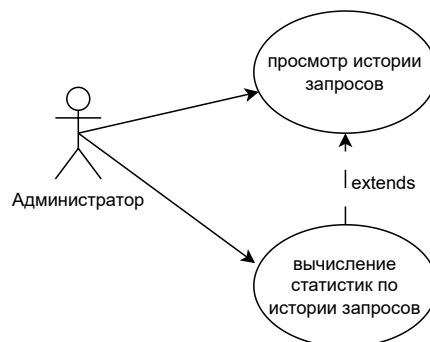 просмотр истории
запросов
Администратор
extends
вычисление
статистик по
истории запросов